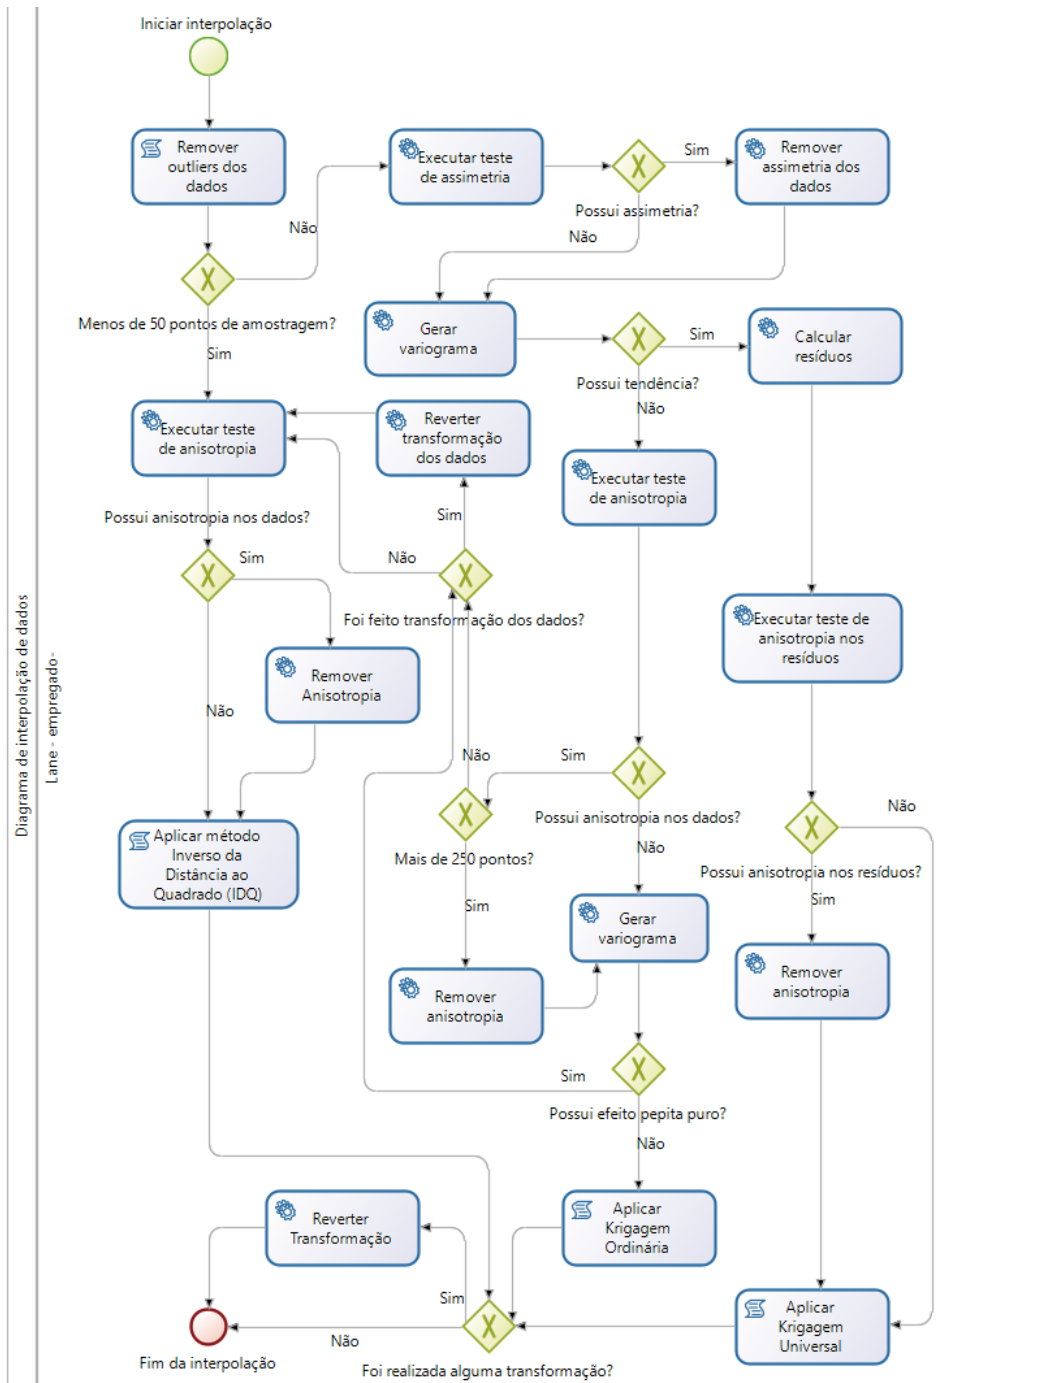 Iniciar interpolação
Remover
outliers dos
dados
Executar teste
de assimetria
Sim
Remover
assimetria dos
dados
Possui assimetria?
Não
Não
Menos de 50 pontos de amostragem?
Sim
Gerar
variograma
Sim
Calcular
resíduos
Possui tendência?
Não
Executar teste
de anisotropia
Reverter
transformação
dos dados
Executar teste
de anisotropia
Possui anisotropia nos dados?
Sim
Sim
Não
Foi feito transformação dos dados?
Executar teste de
anisotropia nos
resíduos
Remover
Anisotropia
Não
Não
Sim
Possui anisotropia nos dados?
Não
Não
Mais de 250 pontos?
Possui anisotropia nos resíduos?
Sim
Sim
Aplicar método
Inverso da
Distância ao
Quadrado (IDQ)
Gerar
variograma
Remover
anisotropia
Remover
anisotropia
Sim
Possui efeito pepita puro?
Não
Reverter
Transformação
Aplicar
Krigagem
Ordinária
Sim
Aplicar
Krigagem
Universal
Não
Fim da interpolação
Foi realizada alguma transformação?
Diagrama de interpolação de dados
Lane - empregado-